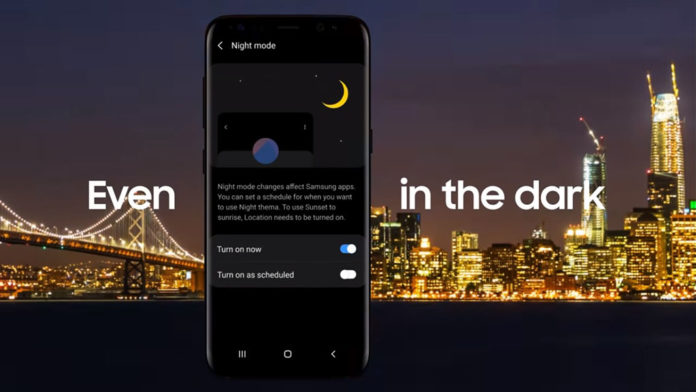 Night mode
Even
in the dark
Night mode changes affect Samsung apps.
You can set a schedule for when you want
to use Night thema. To use Sunset to
sunrise, Location needs to be turned on.
Turn on now
Turn on as scheduled